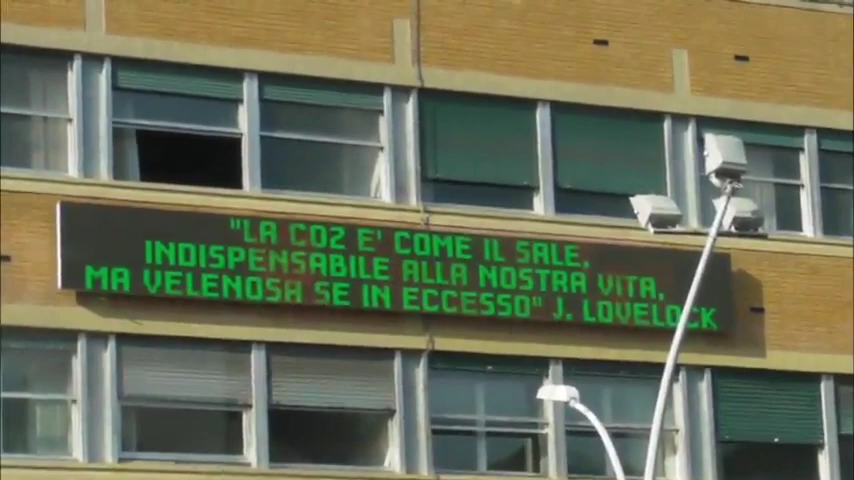 "LA CO2 E' COME IL SALE,
INDISPENSABILE ALLA NOSTRA VITA,
MA VELENOSA SE IN ECCESSO" J. LOVELOCK